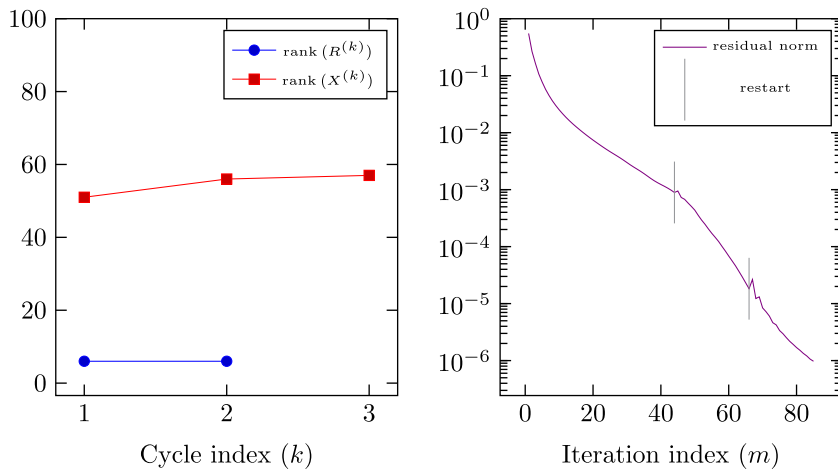 100
80
60
40
20
0
1 2 3
Cycle index (k)
rank (R^(k))
rank (X^(k))
10^0
10^−1
10^−2
10^−3
10^−4
10^−5
10^−6
0 20 40 60 80
Iteration index (m)
residual norm
restart